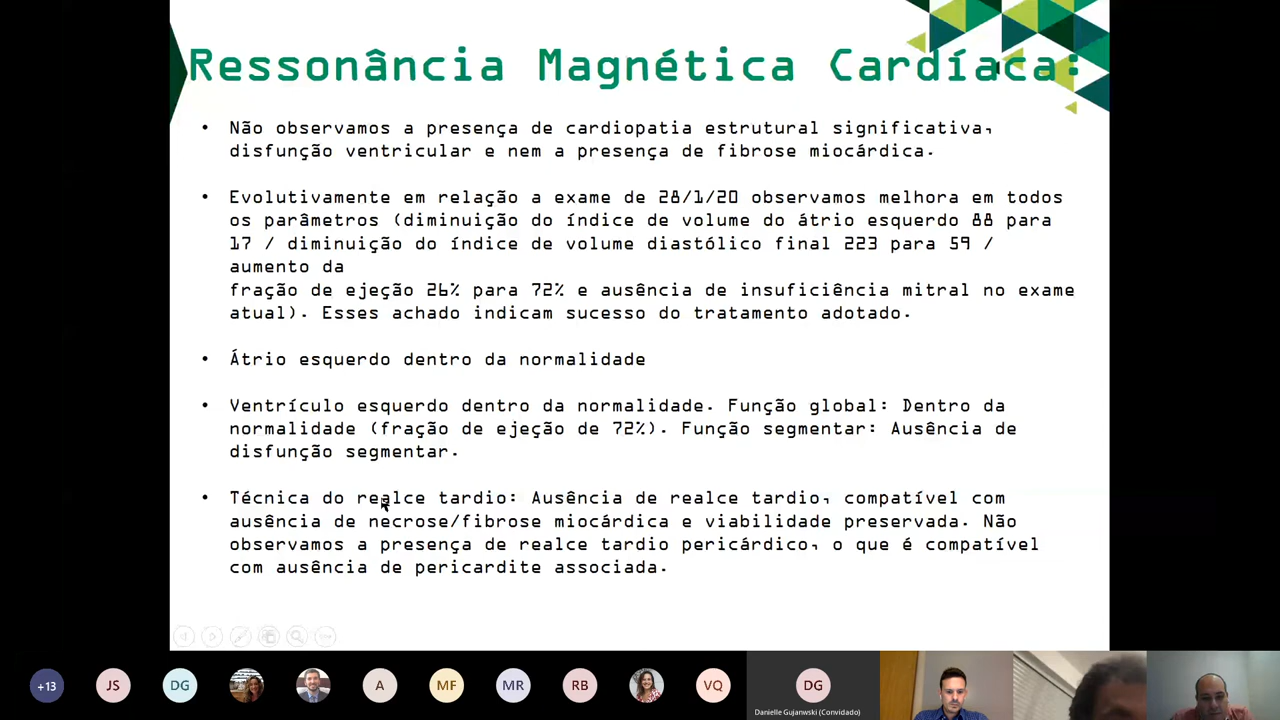 Ressonância Magnética Cardíaca:
• Não observamos a presença de cardiopatia estrutural significativa,
disfunção ventricular e nem a presença de fibrose miocárdica.
• Evolutivamente em relação a exame de 28/1/20 observamos melhora em todos
os parâmetros (diminuição do índice de volume do átrio esquerdo 88 para
17 / diminuição do índice de volume diastólico final 223 para 59 /
aumento da
fração de ejeção 26% para 72% e ausência de insuficiência mitral no exame
atual). Esses achado indicam sucesso do tratamento adotado.
• Átrio esquerdo dentro da normalidade
• Ventrículo esquerdo dentro da normalidade. Função global: Dentro da
normalidade (fração de ejeção de 72%). Função segmentar: Ausência de
disfunção segmentar.
• Técnica do realce tardio: Ausência de realce tardio, compatível com
ausência de necrose/fibrose miocárdica e viabilidade preservada. Não
observamos a presença de realce tardio pericárdico, o que é compatível
com ausência de pericardite associada.
+13 JS DG A MF MR RB VQ DG
Danielle Gujanwski (Convidado)